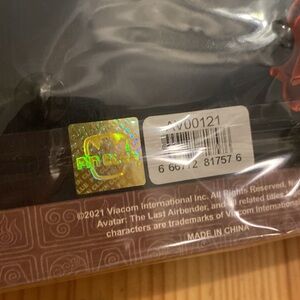 AV00121
6 66772 81757 6
©2021 Viacom International Inc. All Rights Reserved. N
Avatar: The Last Airbender, and all related titles,
characters are trademarks of Viacom International
MADE IN CHINA